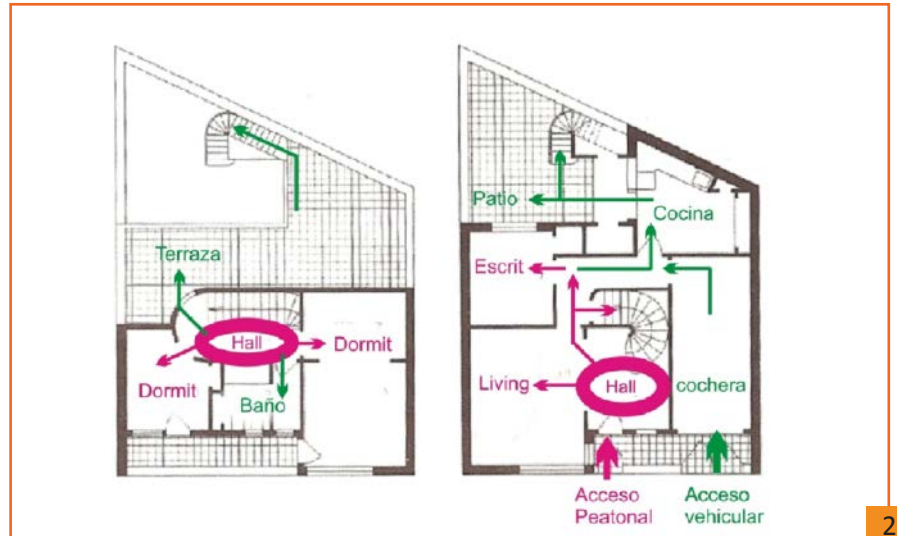 Terraza
Hall
Dormit
Dormit
Baño
Patio
Cocina
Escrit
Living
Hall
cochera
Acceso
Peatonal
Acceso
vehicular
2